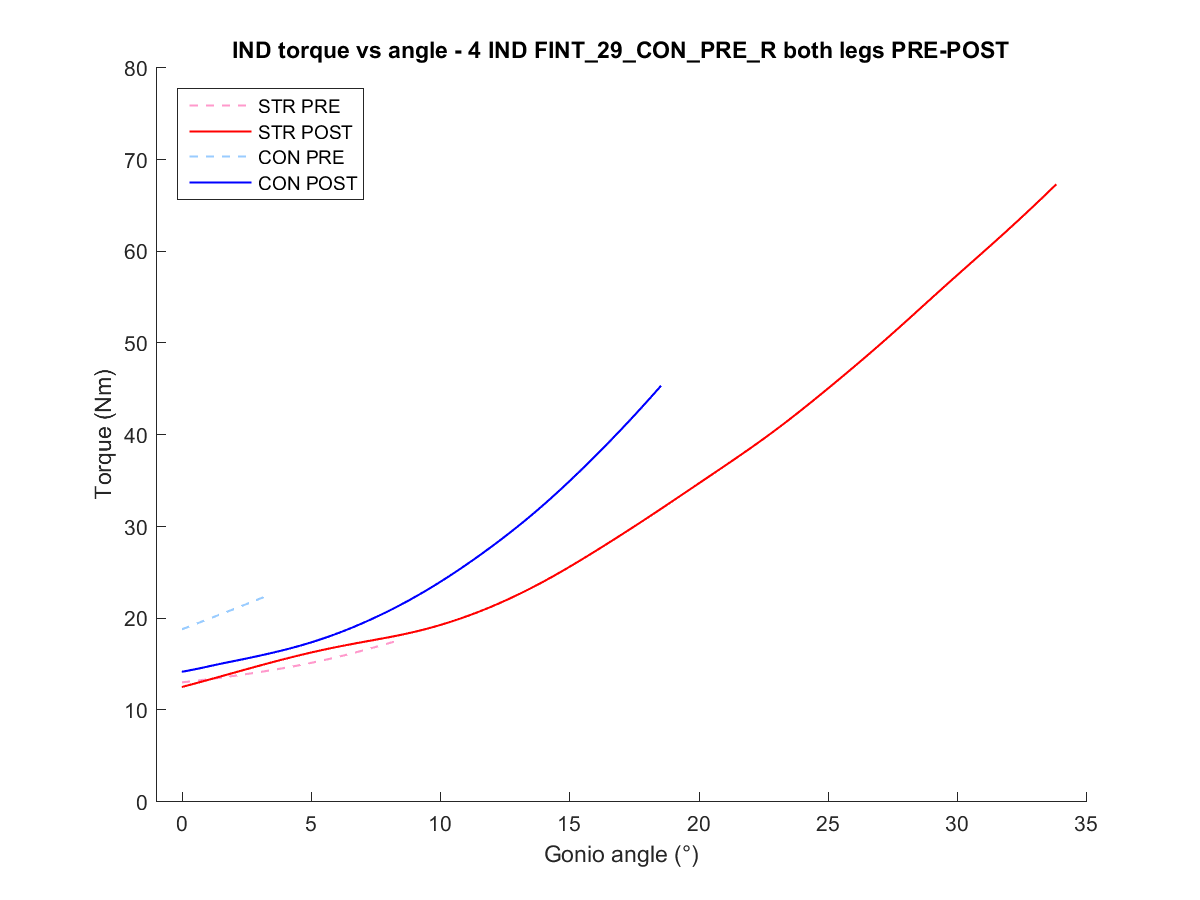 IND torque vs angle - 4 IND FINT_29_CON_PRE_R both legs PRE-POST
80
70
60
50
40
30
20
10
0
Torque (Nm)
STR PRE
STR POST
CON PRE
CON POST
0 5 10 15 20 25 30 35
Gonio angle (°)